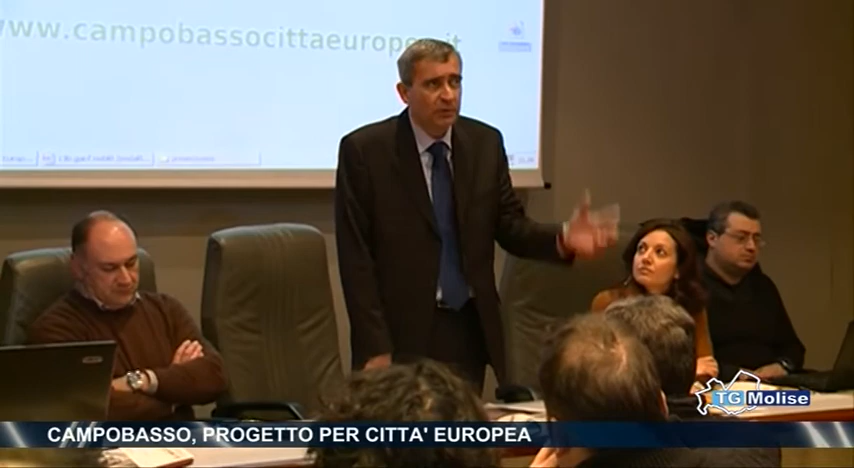 www.campobassocittaeuropea.it
TG Molise
CAMPOBASSO, PROGETTO PER CITTA' EUROPEA